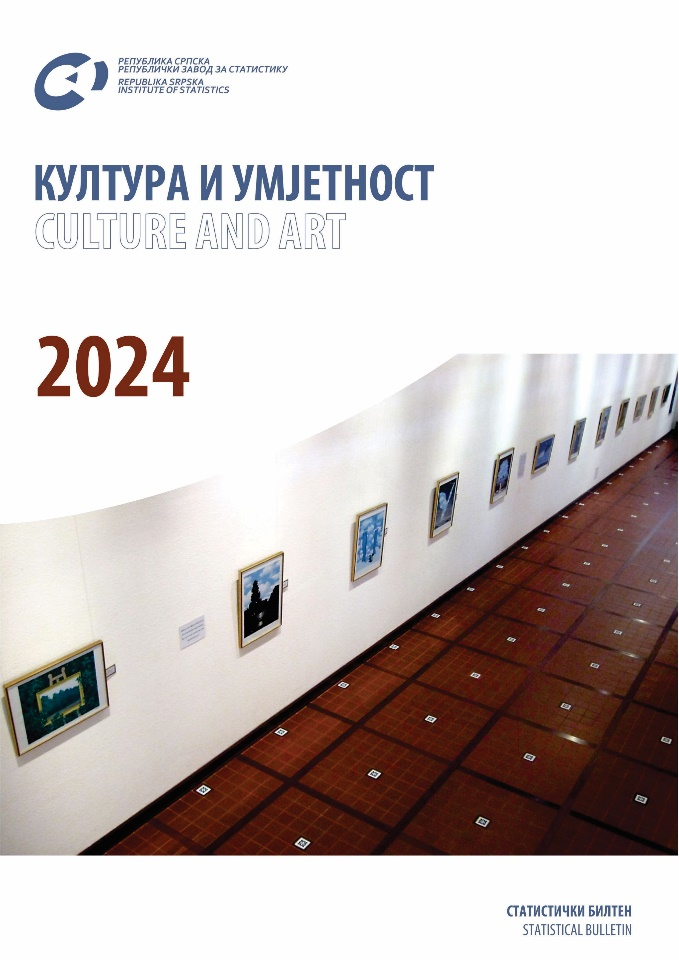 РЕПУБЛИКА СРПСКА
РЕПУБЛИЧКИ ЗАВОД ЗА СТАТИСТИКУ
REPUBLIKA SRPSKA
INSTITUTE OF STATISTICS
КУЛТУРА И УМЈЕТНОСТ
CULTURE AND ART
2024
СТАТИСТИЧКИ БИЛТЕН
STATISTICAL BULLETIN